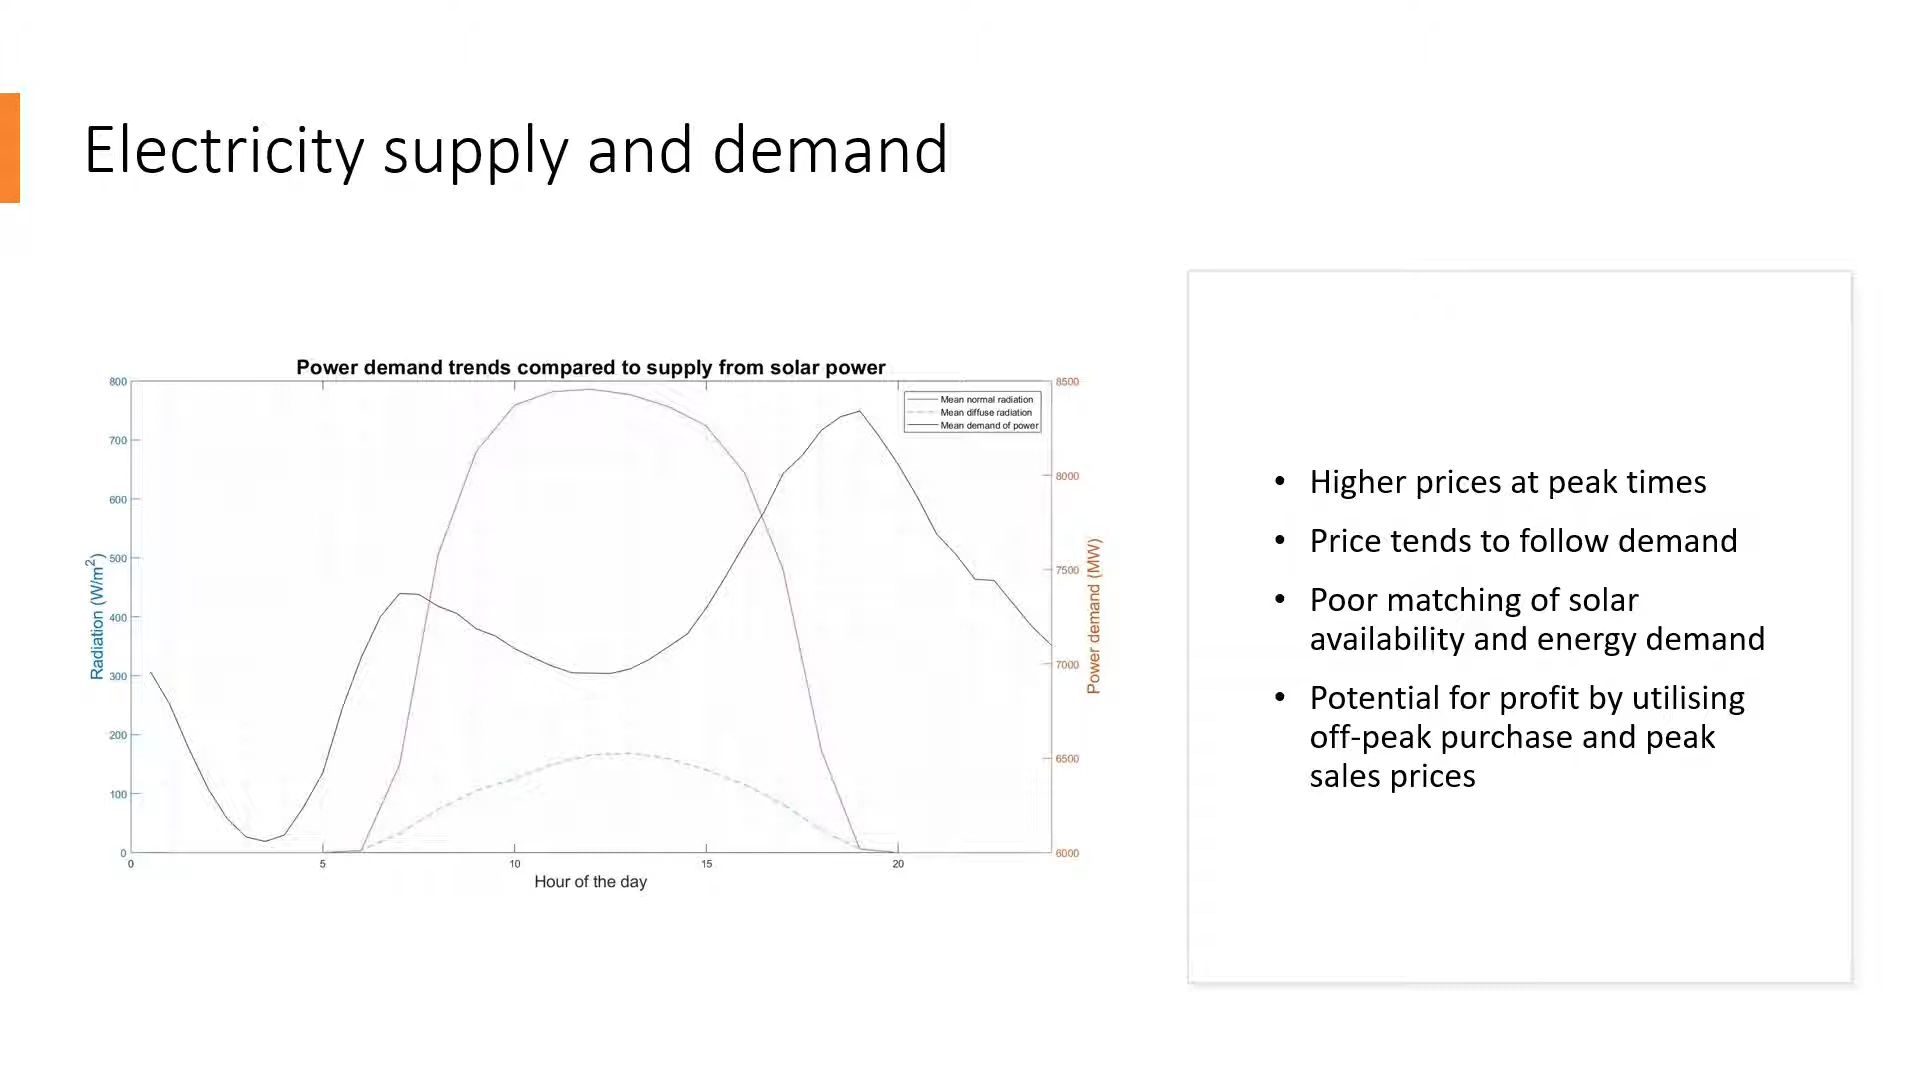 Electricity supply and demand
Power demand trends compared to supply from solar power
800
700
600
500
400
300
200
100
0
Radiation (W/m2)
8500
8000
7500
7000
6500
6000
Power demand (MW)
Mean normal radiation
Mean diffuse radiation
Mean demand of power
0 5 10 15 20
Hour of the day
• Higher prices at peak times
• Price tends to follow demand
• Poor matching of solar
availability and energy demand
• Potential for profit by utilising
off-peak purchase and peak
sales prices